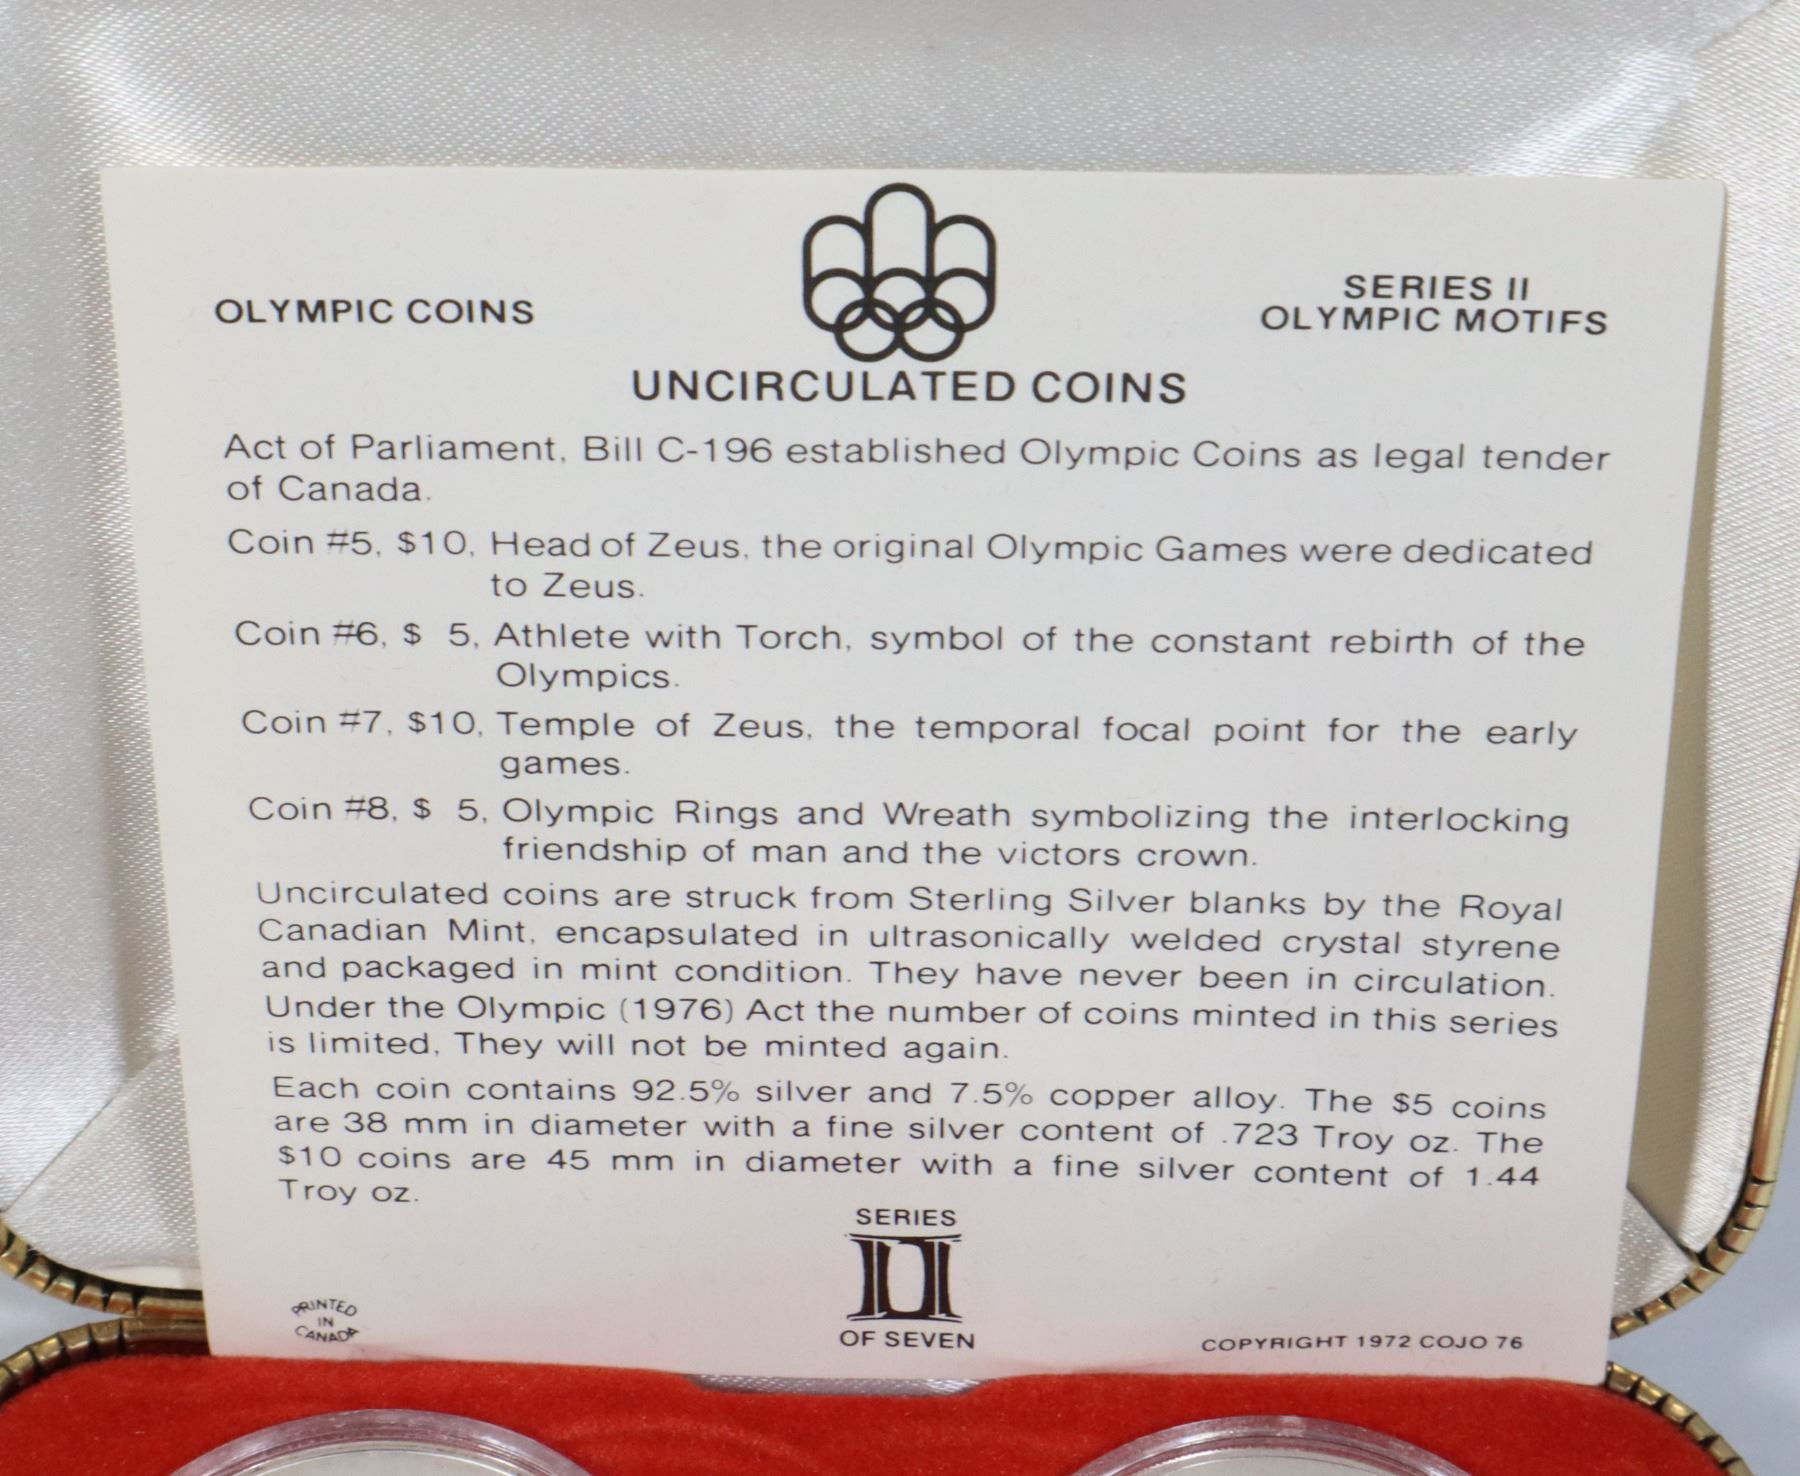 OLYMPIC COINS
SERIES II
OLYMPIC MOTIFS
UNCIRCULATED COINS
Act of Parliament, Bill C-196 established Olympic Coins as legal tender
of Canada.
Coin #5, $10, Head of Zeus, the original Olympic Games were dedicated
to Zeus.
Coin #6, $ 5, Athlete with Torch, symbol of the constant rebirth of the
Olympics.
Coin #7, $10, Temple of Zeus, the temporal focal point for the early
games.
Coin #8, $ 5, Olympic Rings and Wreath symbolizing the interlocking
friendship of man and the victors crown.
Uncirculated coins are struck from Sterling Silver blanks by the Royal
Canadian Mint, encapsulated in ultrasonically welded crystal styrene
and packaged in mint condition. They have never been in circulation.
Under the Olympic (1976) Act the number of coins minted in this series
is limited. They will not be minted again.
Each coin contains 92.5% silver and 7.5% copper alloy. The $5 coins
are 38 mm in diameter with a fine silver content of .723 Troy oz. The
$10 coins are 45 mm in diameter with a fine silver content of 1.44
Troy oz.
SERIES
II
OF SEVEN
PRINTED
IN
CANADA
COPYRIGHT 1972 COJO 76